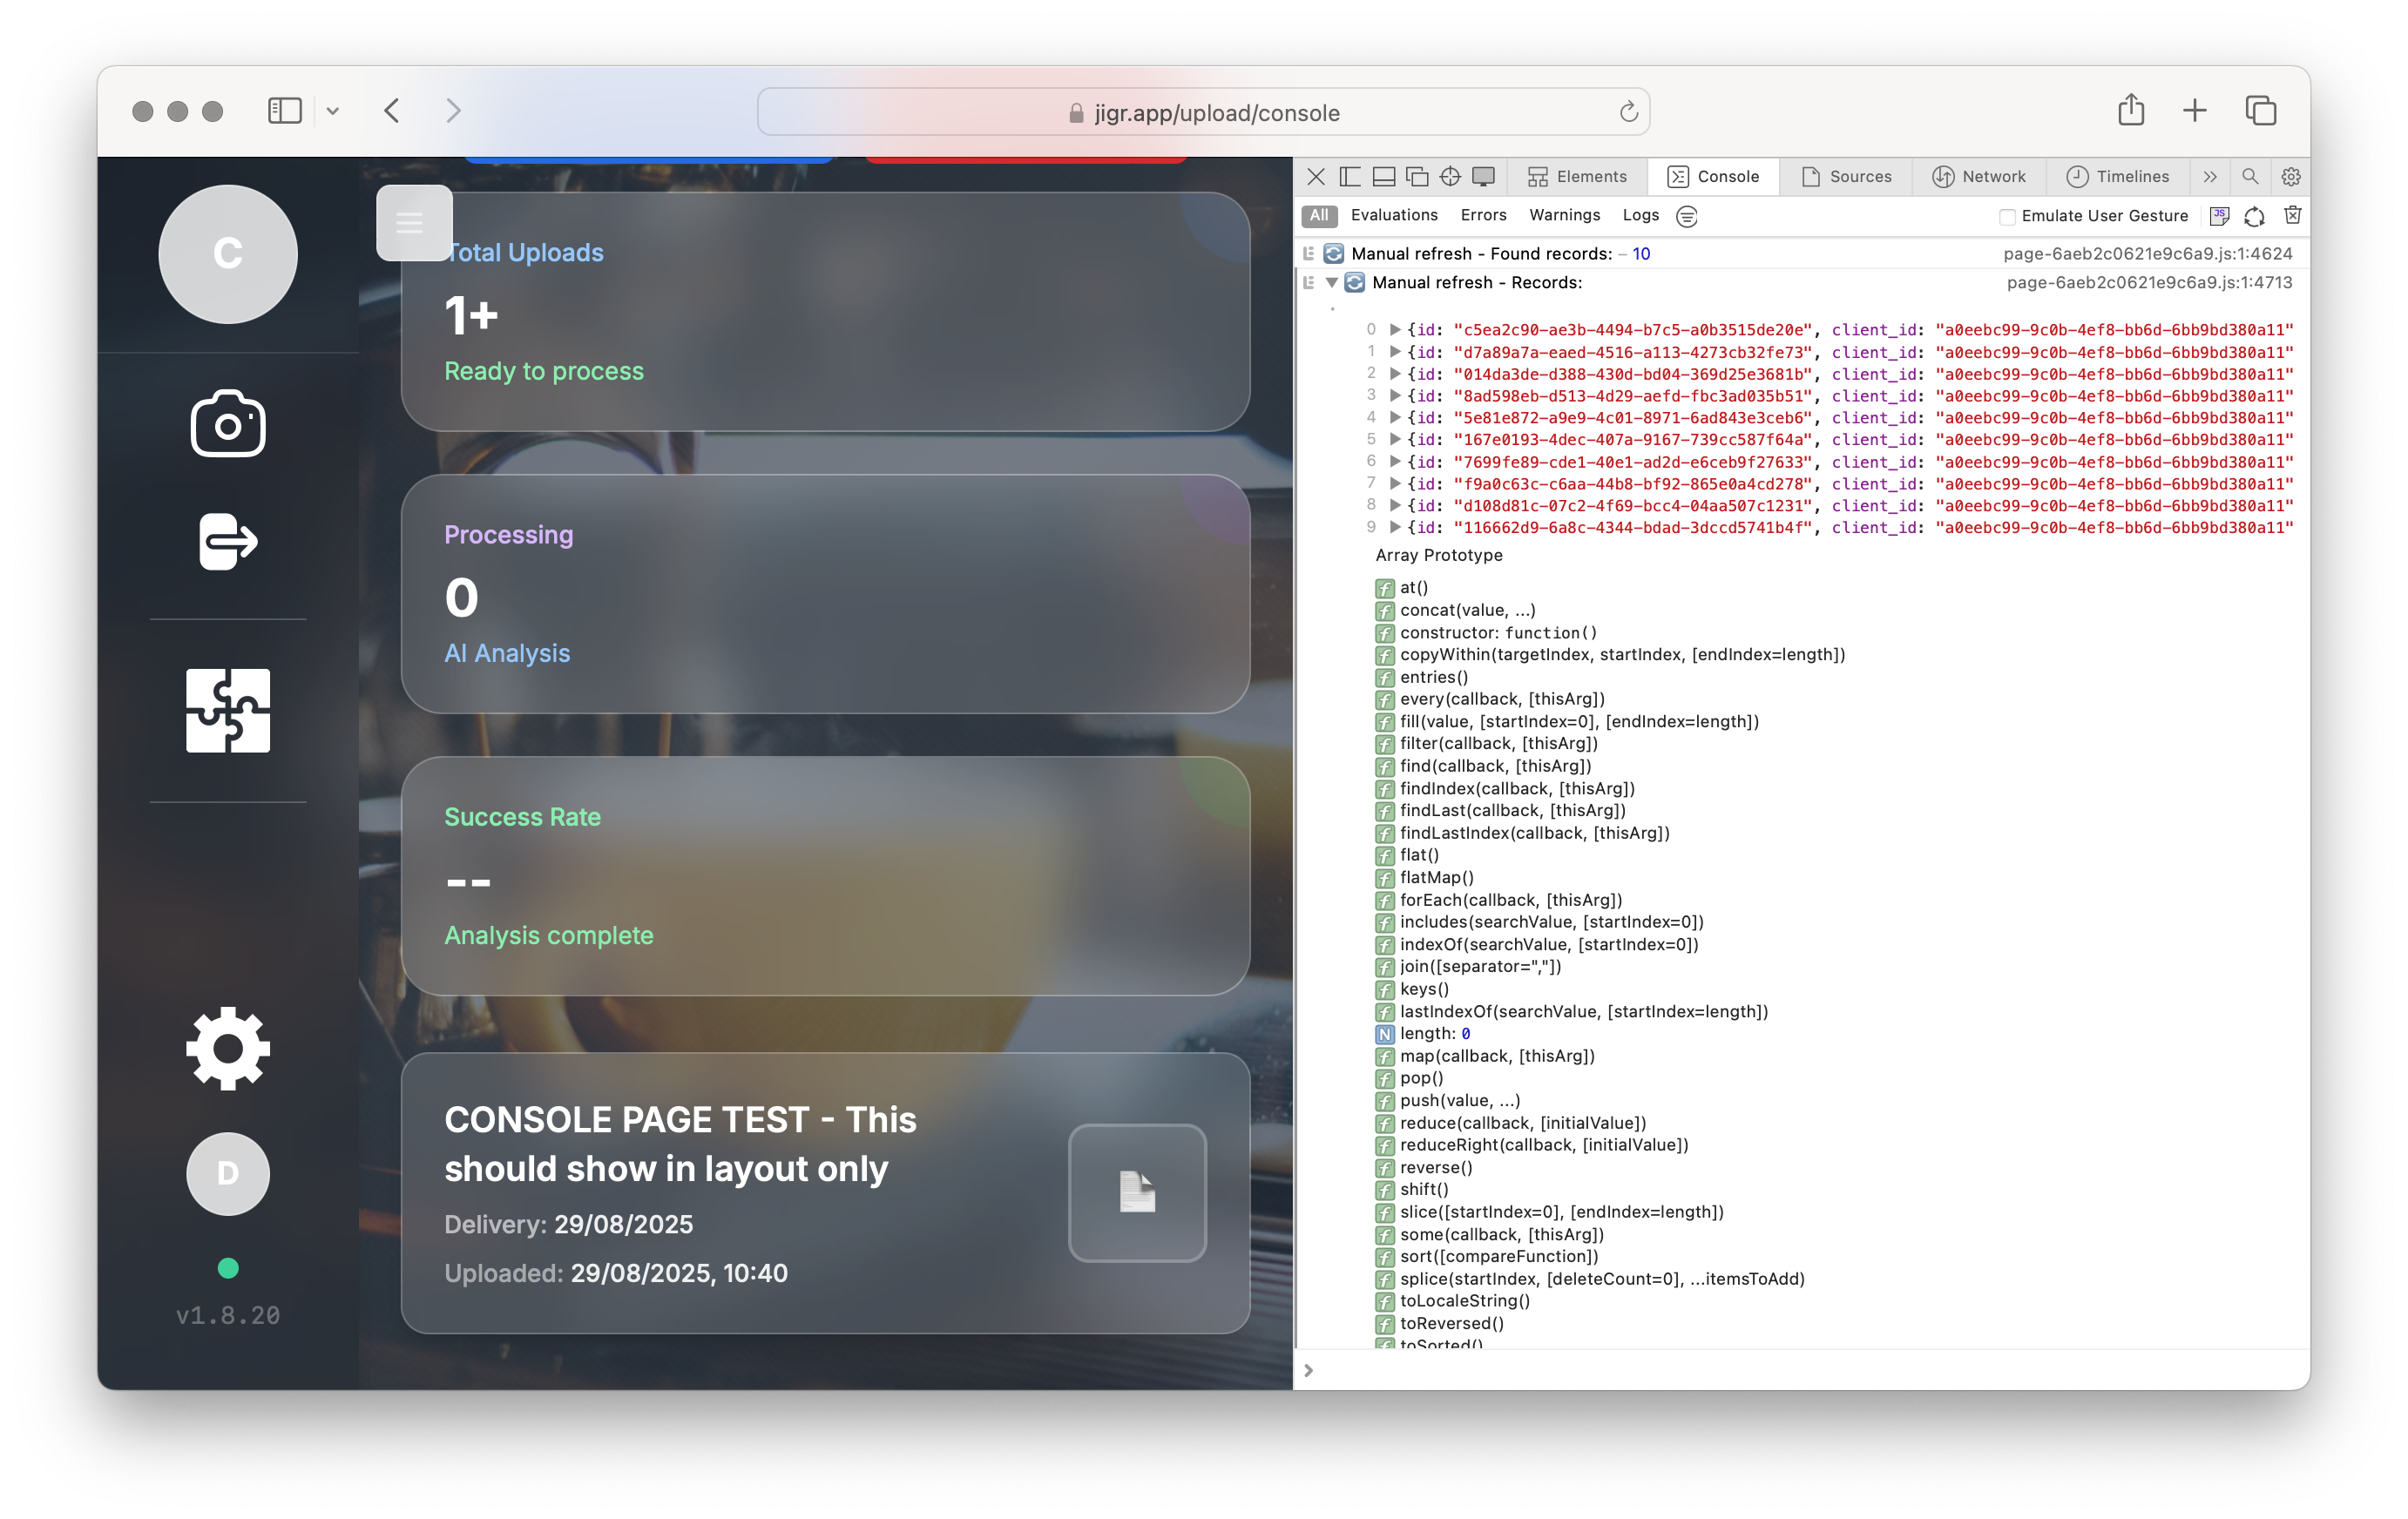 jigr.app/upload/console
C
Total Uploads
1+
Ready to process
Processing
0
AI Analysis
Success Rate
--
Analysis complete
CONSOLE PAGE TEST - This
should show in layout only
Delivery: 29/08/2025
Uploaded: 29/08/2025, 10:40
D
v1.8.20
Elements
Console
Sources
Network
Timelines
All
Evaluations
Errors
Warnings
Logs
Emulate User Gesture
JS
E Manual refresh - Found records: – 10 page-6aeb2c0621e9c6a9.js:1:4624
E Manual refresh - Records: page-6aeb2c0621e9c6a9.js:1:4713
0 {id: "c5ea2c90-ae3b-4494-b7c5-a0b3515de20e", client_id: "a0eebc99-9c0b-4ef8-bb6d-6bb9bd380a11"
1 {id: "d7a89a7a-eaed-4516-a113-4273cb32fe73", client_id: "a0eebc99-9c0b-4ef8-bb6d-6bb9bd380a11"
2 {id: "014da3de-d388-430d-bd04-369d25e3681b", client_id: "a0eebc99-9c0b-4ef8-bb6d-6bb9bd380a11"
3 {id: "8ad598eb-d513-4d29-aefd-fbc3ad035b51", client_id: "a0eebc99-9c0b-4ef8-bb6d-6bb9bd380a11"
4 {id: "5e81e872-a9e9-4c01-8971-6ad843e3ceb6", client_id: "a0eebc99-9c0b-4ef8-bb6d-6bb9bd380a11"
5 {id: "167e0193-4dec-407a-9167-739cc587f64a", client_id: "a0eebc99-9c0b-4ef8-bb6d-6bb9bd380a11"
6 {id: "7699fe89-cde1-40e1-ad2d-e6ceb9f27633", client_id: "a0eebc99-9c0b-4ef8-bb6d-6bb9bd380a11"
7 {id: "f9a0c63c-c6aa-44b8-bf92-865e0a4cd278", client_id: "a0eebc99-9c0b-4ef8-bb6d-6bb9bd380a11"
8 {id: "d108d81c-07c2-4f69-bcc4-04aa507c1231", client_id: "a0eebc99-9c0b-4ef8-bb6d-6bb9bd380a11"
9 {id: "116662d9-6a8c-4344-bdad-3dccd5741b4f", client_id: "a0eebc99-9c0b-4ef8-bb6d-6bb9bd380a11"
Array Prototype
f at()
f concat(value, …)
f constructor: function()
f copyWithin(targetIndex, startIndex, [endIndex=length])
f entries()
f every(callback, [thisArg])
f fill(value, [startIndex=0], [endIndex=length])
f filter(callback, [thisArg])
f find(callback, [thisArg])
f findIndex(callback, [thisArg])
f findLast(callback, [thisArg])
f findLastIndex(callback, [thisArg])
f flat()
f flatMap()
f forEach(callback, [thisArg])
f includes(searchValue, [startIndex=0])
f indexOf(searchValue, [startIndex=0])
f join([separator=","])
f keys()
f lastIndexOf(searchValue, [startIndex=length])
N length: 0
f map(callback, [thisArg])
f pop()
f push(value, …)
f reduce(callback, [initialValue])
f reduceRight(callback, [initialValue])
f reverse()
f shift()
f slice([startIndex=0], [endIndex=length])
f some(callback, [thisArg])
f sort([compareFunction])
f splice(startIndex, [deleteCount=0], …itemsToAdd)
f toLocaleString()
f toReversed()
f toSorted()